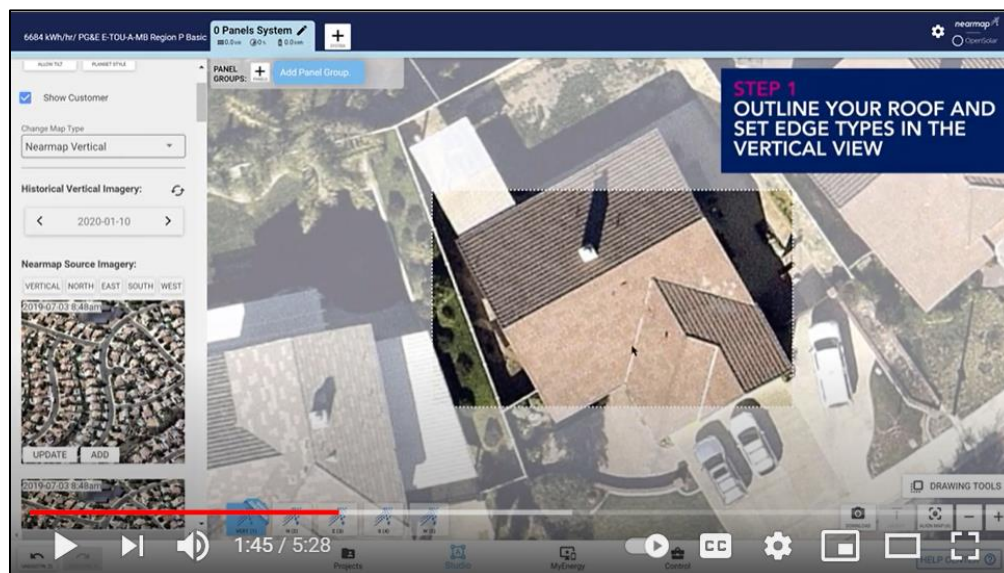 6684 kWh/hr/ PG&E E-TOU-A-MB Region P Basic
0 Panels System
nearmap
OpenSolar
ALLOW TILT
PLANSET STYLE
Show Customer
PANEL
GROUPS:
Add Panel Group.
STEP 1
OUTLINE YOUR ROOF AND
SET EDGE TYPES IN THE
VERTICAL VIEW
Change Map Type
Nearmap Vertical
Historical Vertical Imagery:
2020-01-10
Nearmap Source Imagery:
VERTICAL NORTH EAST SOUTH WEST
2019-07-03 8:48am
UPDATE ADD
2019-07-03 8:48am
DRAWING TOOLS
DOWNLOAD
1:45 / 5:28
CC
Projects
Studio
MyEnergy
Control
HELP CENTER